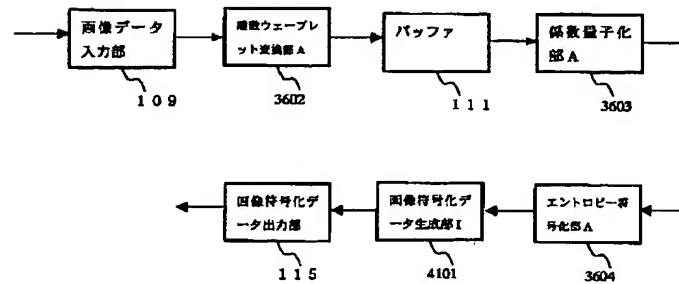 画像データ
入力部
109
離散ウェーブレ
ット変換部A
3602
バッファ
111
係数量子化
部A
3603
画像符号化デ
ータ出力部
115
画像符号化デ
ータ生成部I
4101
エントロピー符
号化部A
3604